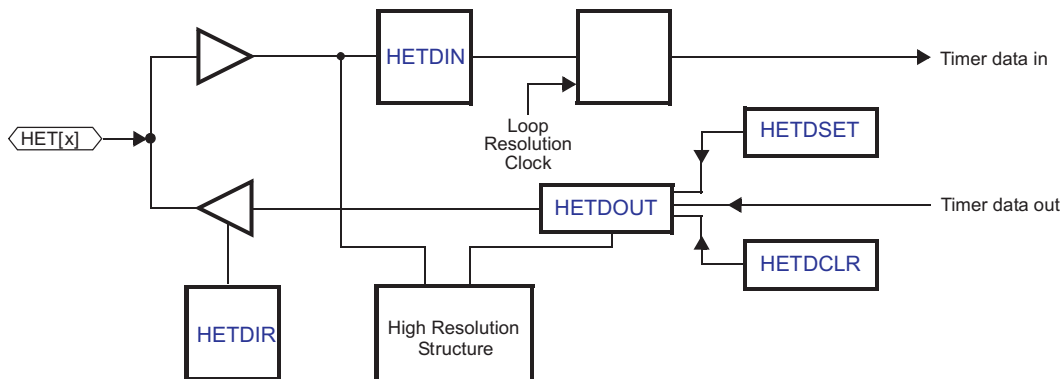 HETDIN
Timer data in
HET[x]
Loop
Resolution
Clock
HETDSET
HETDOUT
Timer data out
HETDCLR
HETDIR
High Resolution
Structure